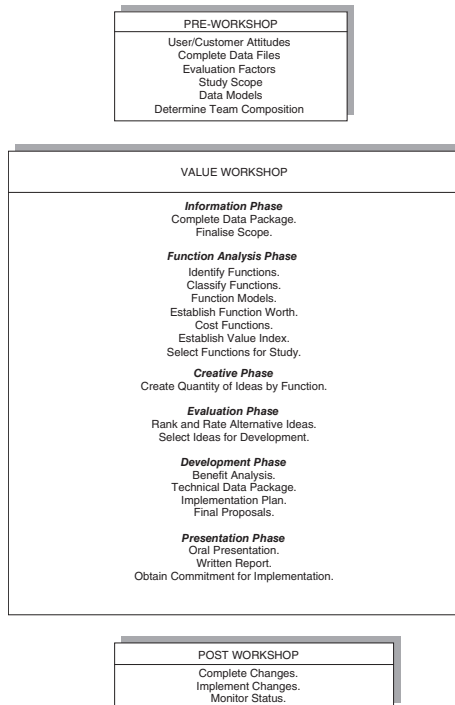 PRE-WORKSHOP
User/Customer Attitudes
Complete Data Files
Evaluation Factors
Study Scope
Data Models
Determine Team Composition
VALUE WORKSHOP
Information Phase
Complete Data Package.
Finalise Scope.
Function Analysis Phase
Identify Functions.
Classify Functions.
Function Models.
Establish Function Worth.
Cost Functions.
Establish Value Index.
Select Functions for Study.
Creative Phase
Create Quantity of Ideas by Function.
Evaluation Phase
Rank and Rate Alternative Ideas.
Select Ideas for Development.
Development Phase
Benefit Analysis.
Technical Data Package.
Implementation Plan.
Final Proposals.
Presentation Phase
Oral Presentation.
Written Report.
Obtain Commitment for Implementation.
POST WORKSHOP
Complete Changes.
Implement Changes.
Monitor Status.